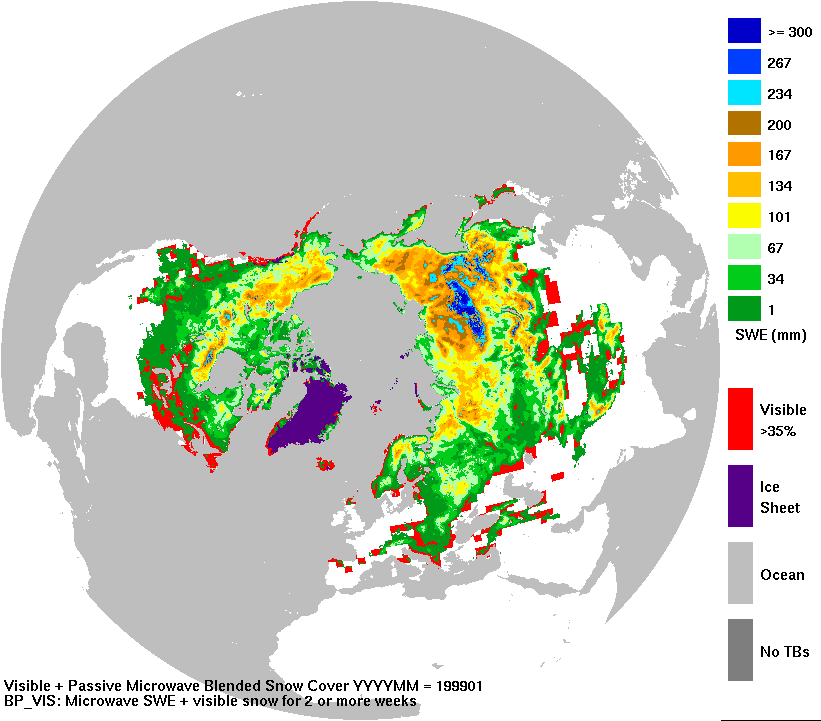 >= 300
267
234
200
167
134
101
67
34
1
SWE (mm)
Visible
>35%
Ice
Sheet
Ocean
No TBs
Visible + Passive Microwave Blended Snow Cover YYYYMM = 199901
BP_VIS: Microwave SWE + visible snow for 2 or more weeks